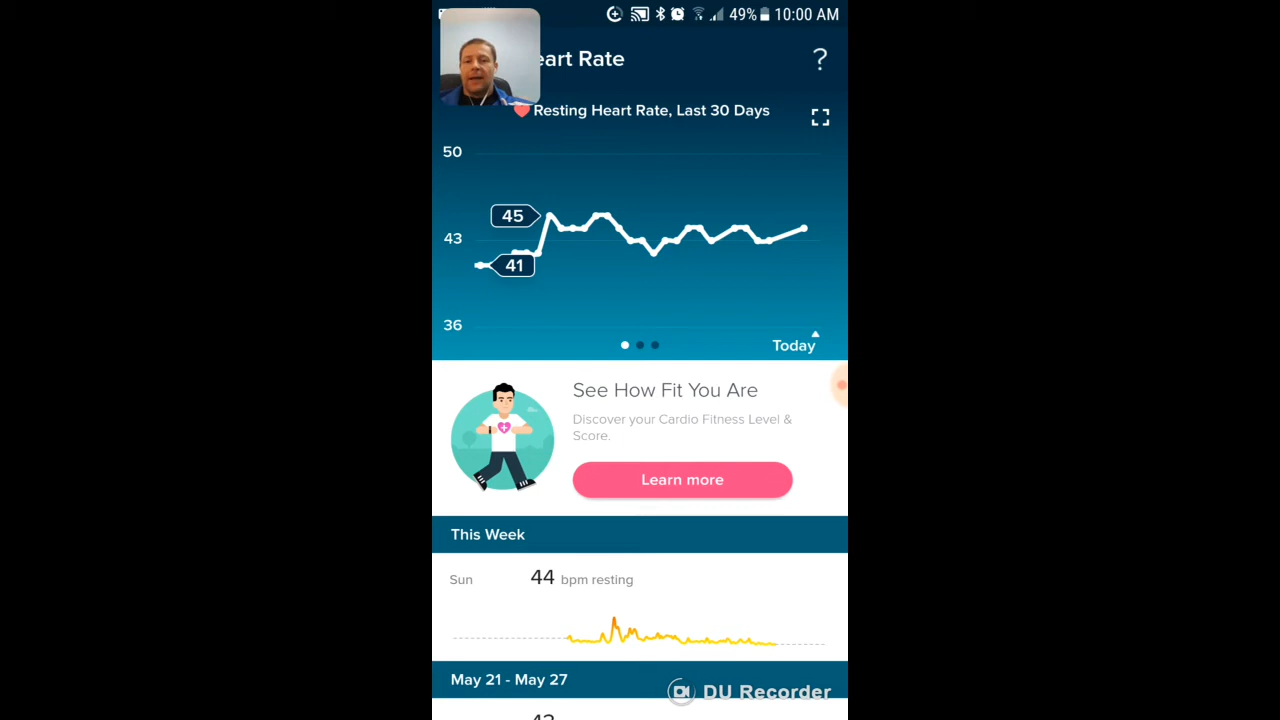 49% 10:00 AM
eart Rate ?
Resting Heart Rate, Last 30 Days
50
45
43
41
36
Today
See How Fit You Are
Discover your Cardio Fitness Level &
Score.
Learn more
This Week
Sun 44 bpm resting
May 21 - May 27
DU Recorder